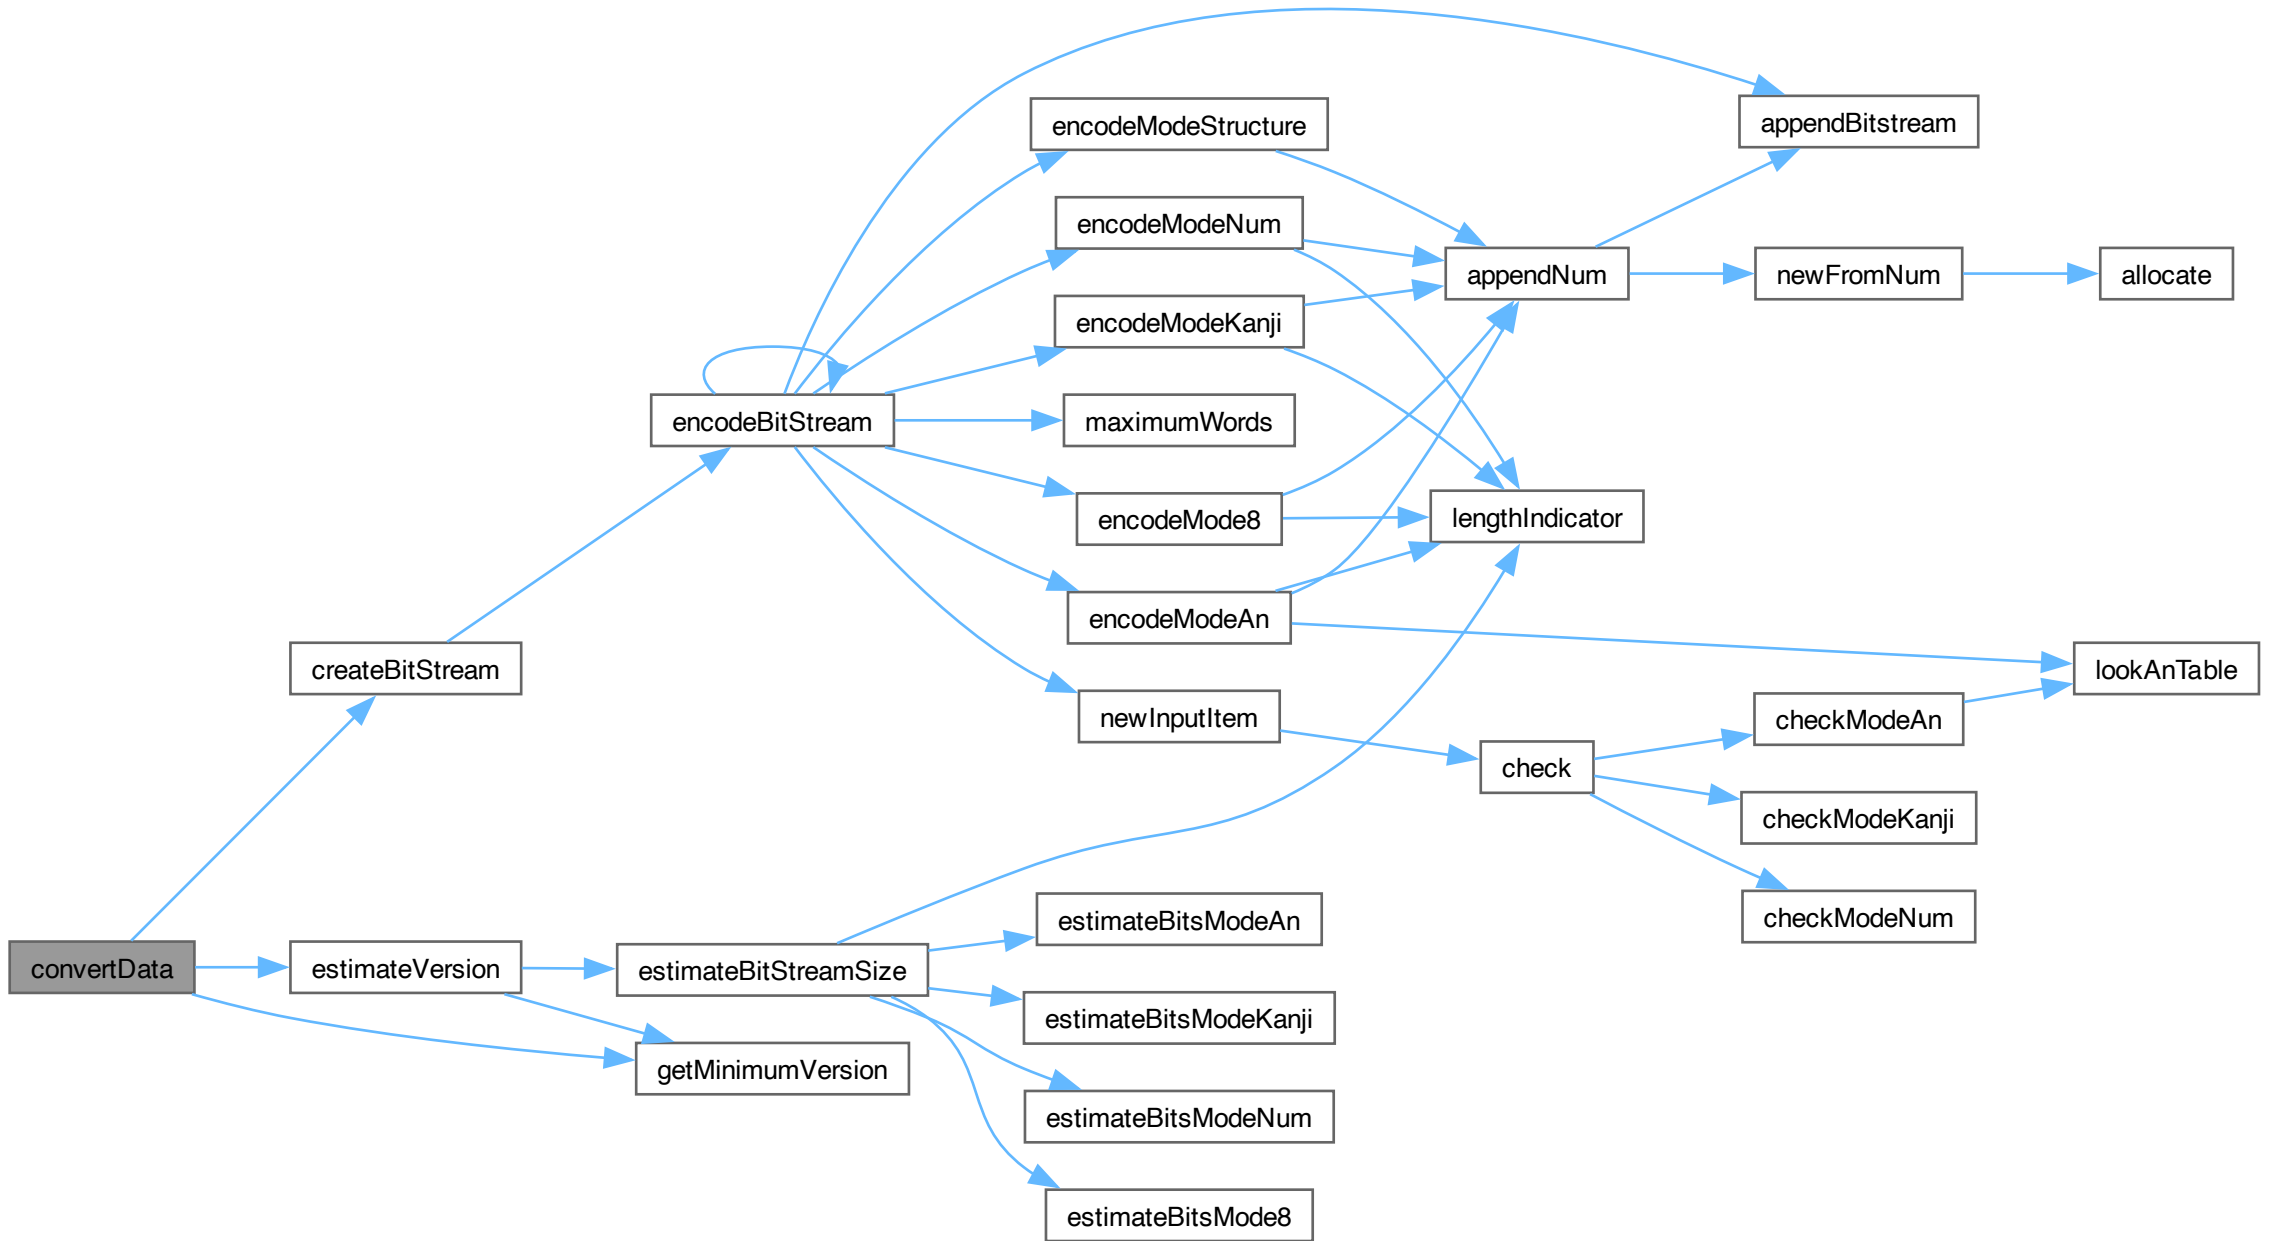 encodeModeStructure
appendBitstream
encodeModeNum
appendNum
newFromNum
allocate
encodeModeKanji
encodeBitStream
maximumWords
encodeMode8
lengthIndicator
encodeModeAn
createBitStream
lookAnTable
newInputItem
checkModeAn
check
checkModeKanji
checkModeNum
estimateBitsModeAn
convertData
estimateVersion
estimateBitStreamSize
estimateBitsModeKanji
getMinimumVersion
estimateBitsModeNum
estimateBitsMode8